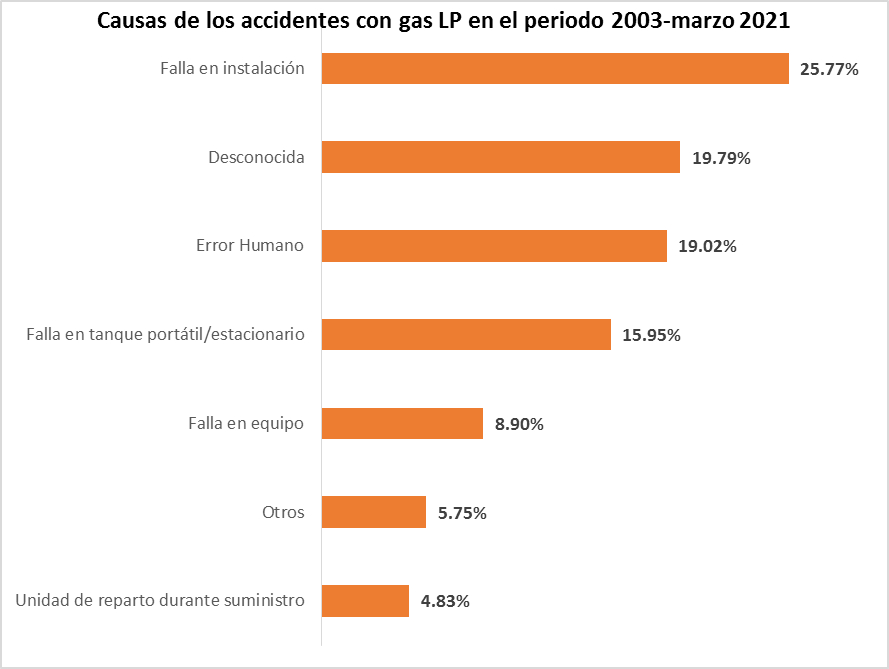 Causas de los accidentes con gas LP en el periodo 2003-marzo 2021
Falla en instalación 25.77%
Desconocida 19.79%
Error Humano 19.02%
Falla en tanque portátil/estacionario 15.95%
Falla en equipo 8.90%
Otros 5.75%
Unidad de reparto durante suministro 4.83%